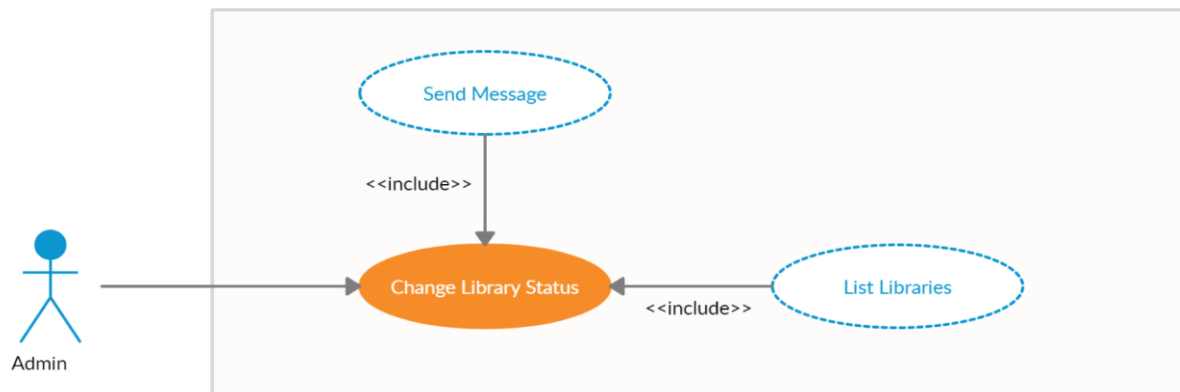 Send Message
<<include>>
Change Library Status
List Libraries
<<include>>
Admin